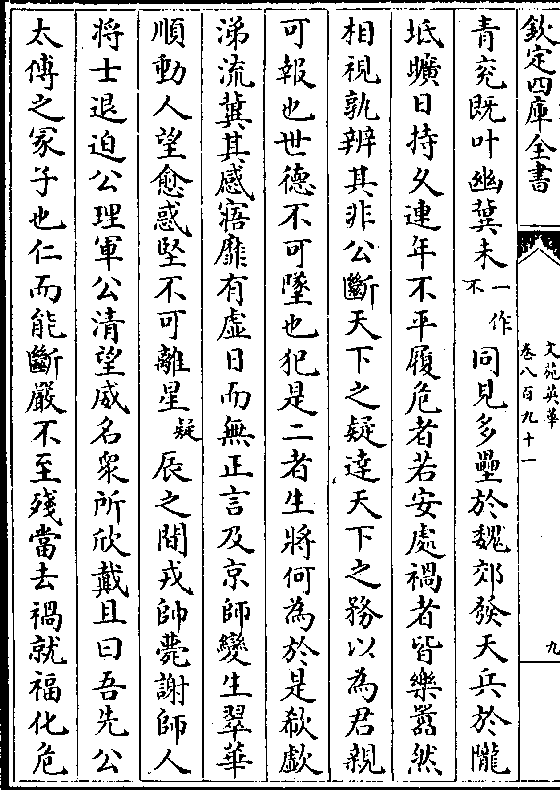 欽定四庫全書
文苑英華
卷八百九十一
九
青兖既叶幽冀未一作不同見多壘於魏郊發天兵於隴
坻曠日持久連年不平履危者若安處禍者皆樂囂然
相視孰辨其非公斷天下之疑達天下之務以為君親
可報也世德不可墜也犯是二者生將何為於是欷歔
涕流冀其感寤靡有虛日而無正言及京師變生翠華
順動人望愈惑堅不可離星疑辰之間戎帥薨謝師人
將士退迫公理軍公清望威名衆所欣戴且曰吾先公
太傅之冢子也仁而能斷嚴不至殘當去禍就福化危